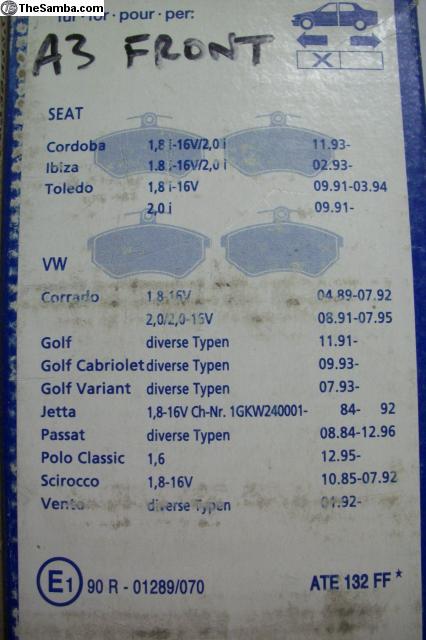 TheSamba.com
für · for · pour · per:
A3 FRONT
X
SEAT
Cordoba 1,8 i-16V/2,0 i 11.93-
Ibiza 1.8 i-16V/2,0 i 02.93-
Toledo 1,8 i-16V 09.91-03.94
2,0 i 09.91-
VW
Corrado 1,8-16V 04.89-07.92
2,0/2,0-16V 08.91-07.95
Golf diverse Typen 11.91-
Golf Cabriolet diverse Typen 09.93-
Golf Variant diverse Typen 07.93-
Jetta 1,8-16V Ch-Nr. 1GKW240001- 84- 92
Passat diverse Typen 08.84-12.96
Polo Classic 1,6 12.95-
Scirocco 1,8-16V 10.85-07.92
Vento diverse Typen 01.92-
E1 90 R - 01289/070 ATE 132 FF *